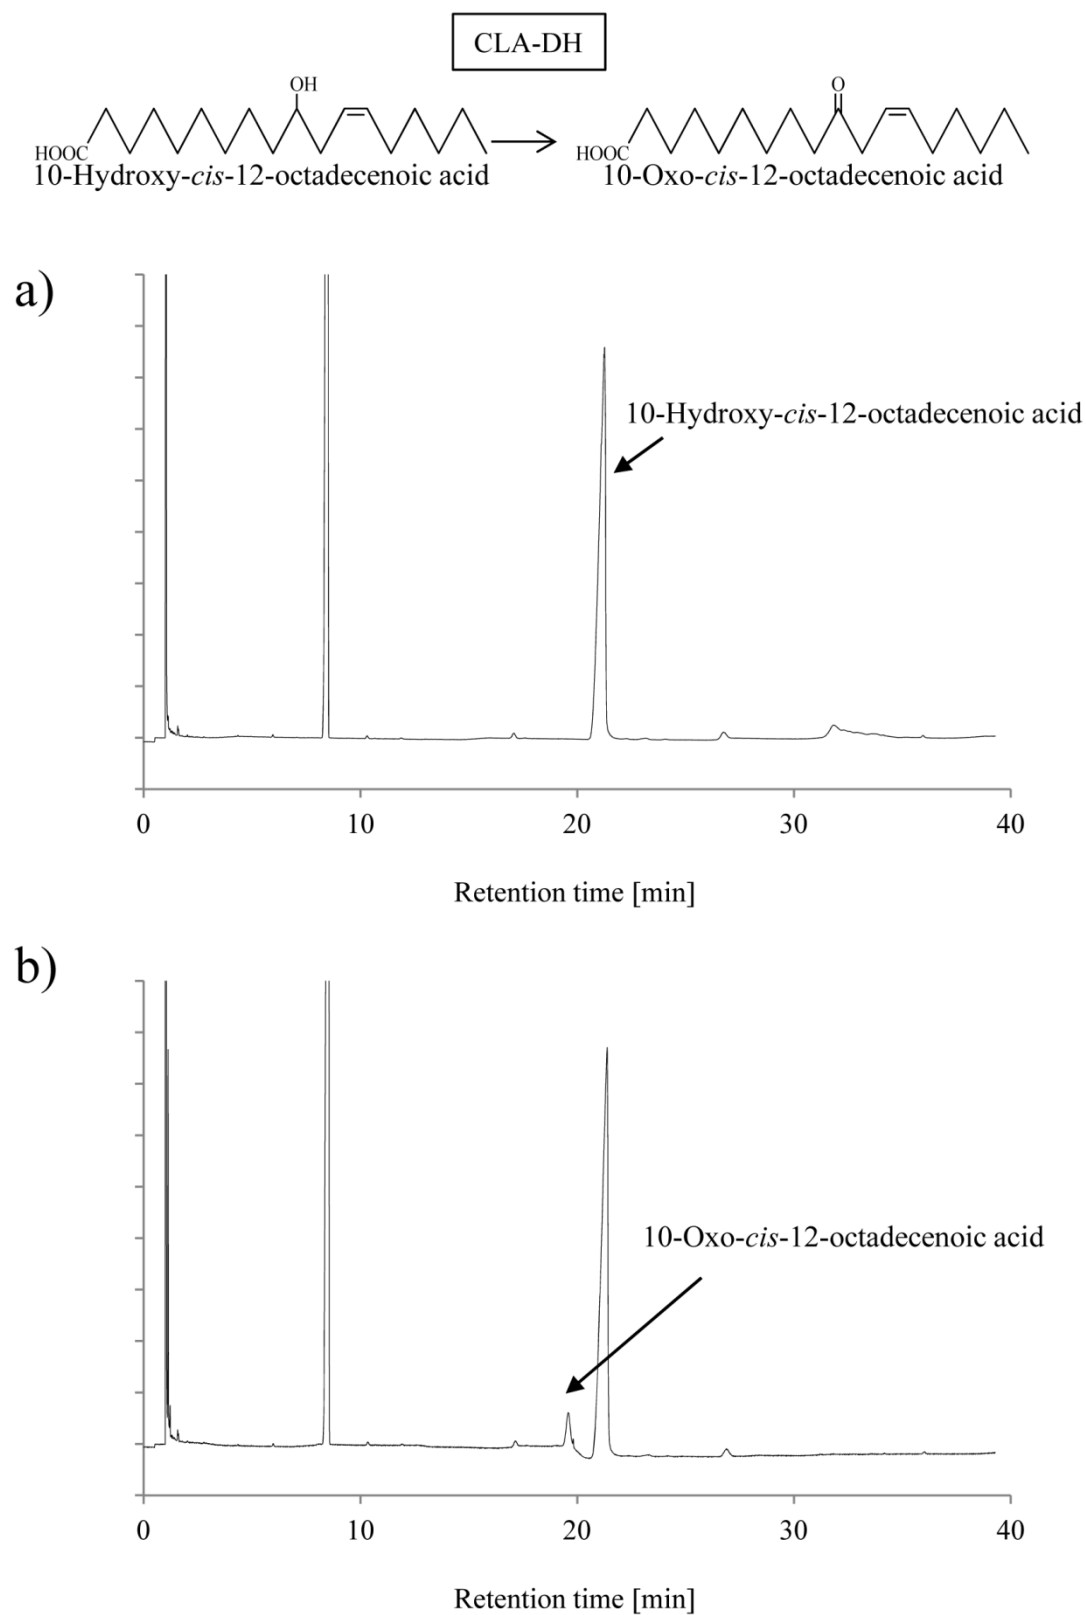 CLA-DH
OH
O
HOOC
HOOC
10-Hydroxy-cis-12-octadecenoic acid
10-Oxo-cis-12-octadecenoic acid
a)
10-Hydroxy-cis-12-octadecenoic acid
0 10 20 30 40
Retention time [min]
b)
10-Oxo-cis-12-octadecenoic acid
0 10 20 30 40
Retention time [min]